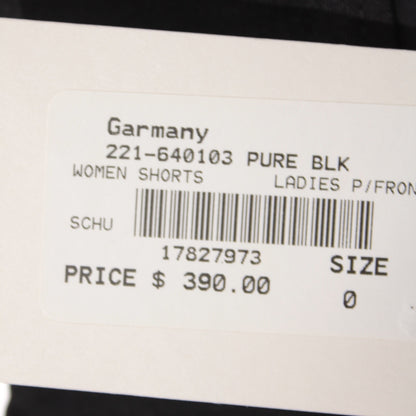 Garmany
221-640103 PURE BLK
WOMEN SHORTS LADIES P/FRON
SCHU
17827973
SIZE
PRICE $ 390.00
0